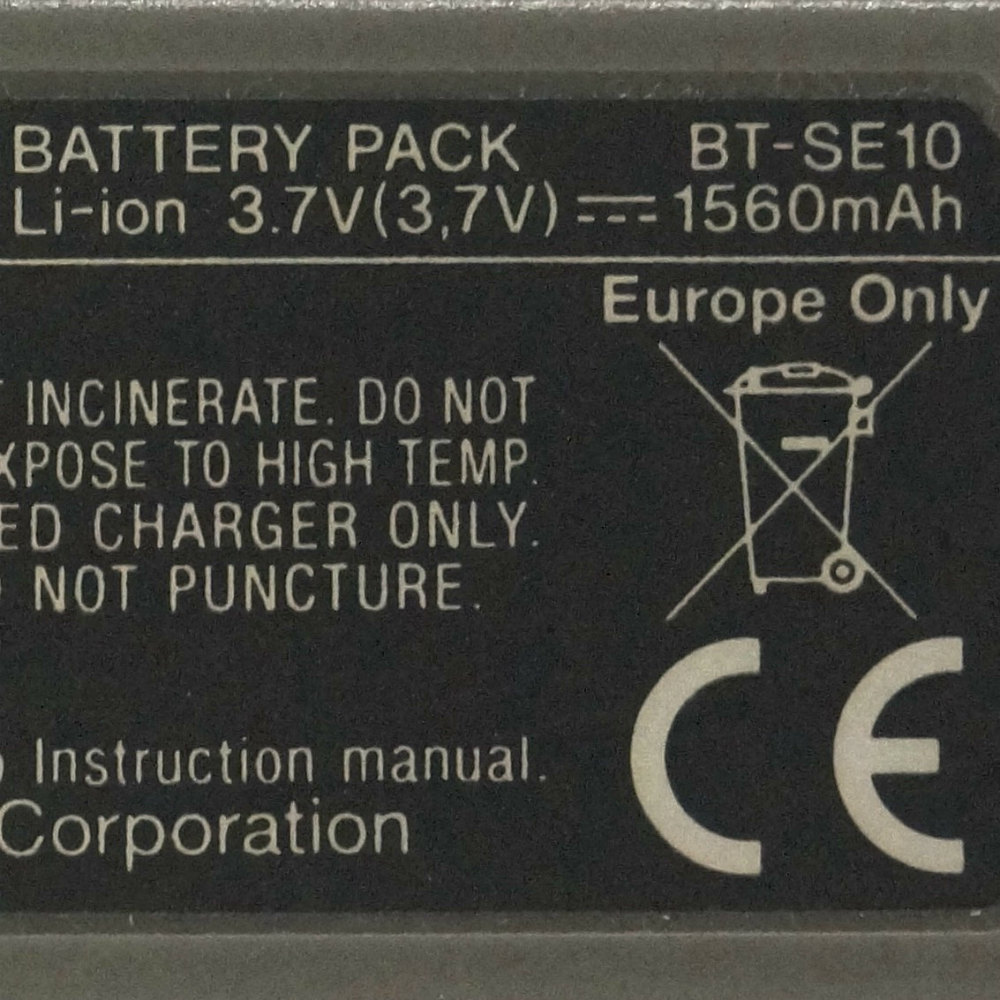 BATTERY PACK BT-SE10
Li-ion 3.7V(3,7V) ⎓ 1560mAh
Europe Only
INCINERATE. DO NOT
XPOSE TO HIGH TEMP.
ED CHARGER ONLY.
NOT PUNCTURE.
Instruction manual.
Corporation
CE